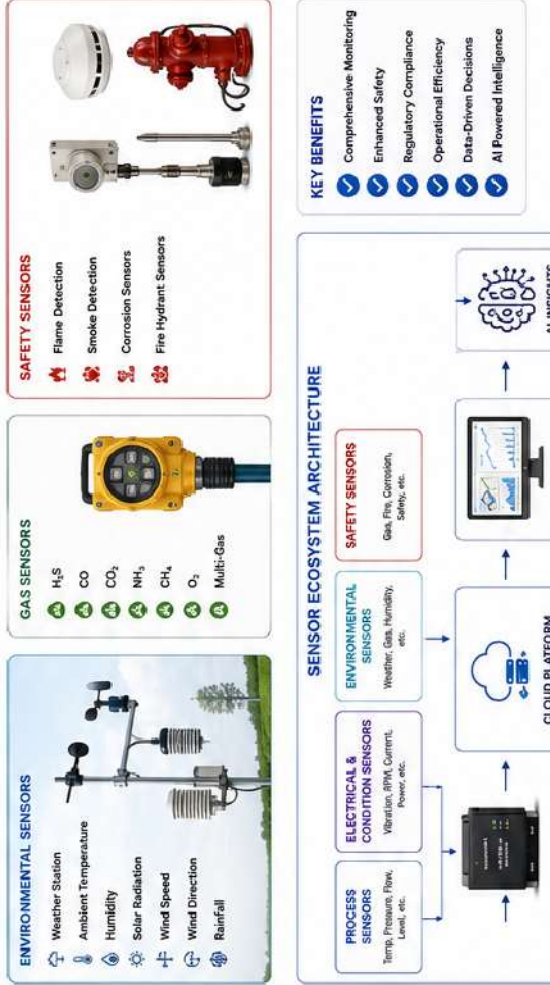 ENVIRONMENTAL SENSORS
Weather Station
Ambient Temperature
Humidity
Solar Radiation
Wind Speed
Wind Direction
Rainfall
GAS SENSORS
H₂S
CO
CO₂
NH₃
CH₄
O₂
Multi-Gas
SAFETY SENSORS
Flame Detection
Smoke Detection
Corrosion Sensors
Fire Hydrant Sensors
SENSOR ECOSYSTEM ARCHITECTURE
PROCESS
SENSORS
Temp, Pressure, Flow,
Level, etc.
ELECTRICAL &
CONDITION SENSORS
Vibration, RPM, Current,
Power, etc.
ENVIRONMENTAL
SENSORS
Weather, Gas, Humidity,
etc.
SAFETY SENSORS
Gas, Fire, Corrosion,
Safety, etc.
CLOUD PLATFORM
AI INSIGHTS
KEY BENEFITS
Comprehensive Monitoring
Enhanced Safety
Regulatory Compliance
Operational Efficiency
Data-Driven Decisions
AI Powered Intelligence